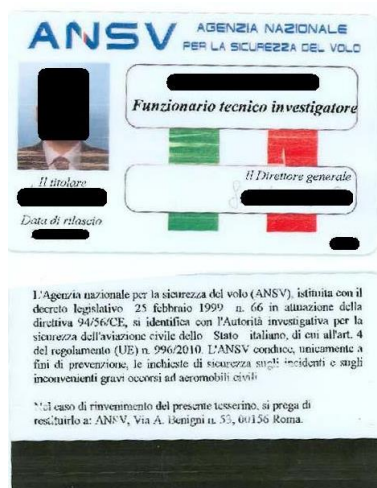 ANSV AGENZIA NAZIONALE
PER LA SICUREZZA DEL VOLO
Funzionario tecnico investigatore
Il titolare
Il Direttore generale
Data di rilascio
L'Agenzia nazionale per la sicurezza del volo (ANSV), istituita con il
decreto legislativo 25 febbraio 1999 n. 66 in attuazione della
direttiva 94/56/CE, si identifica con l'Autorità investigativa per la
sicurezza dell'aviazione civile dello Stato italiano, di cui all'art. 4
del regolamento (UE) n. 996/2010. L'ANSV conduce, unicamente a
fini di prevenzione, le inchieste di sicurezza sugli incidenti e sugli
inconvenienti gravi occorsi ad aeromobili civili
Nel caso di rinvenimento del presente tesserino, si prega di
restituirlo a: ANSV, Via A. Benigni n. 53, 00156 Roma.